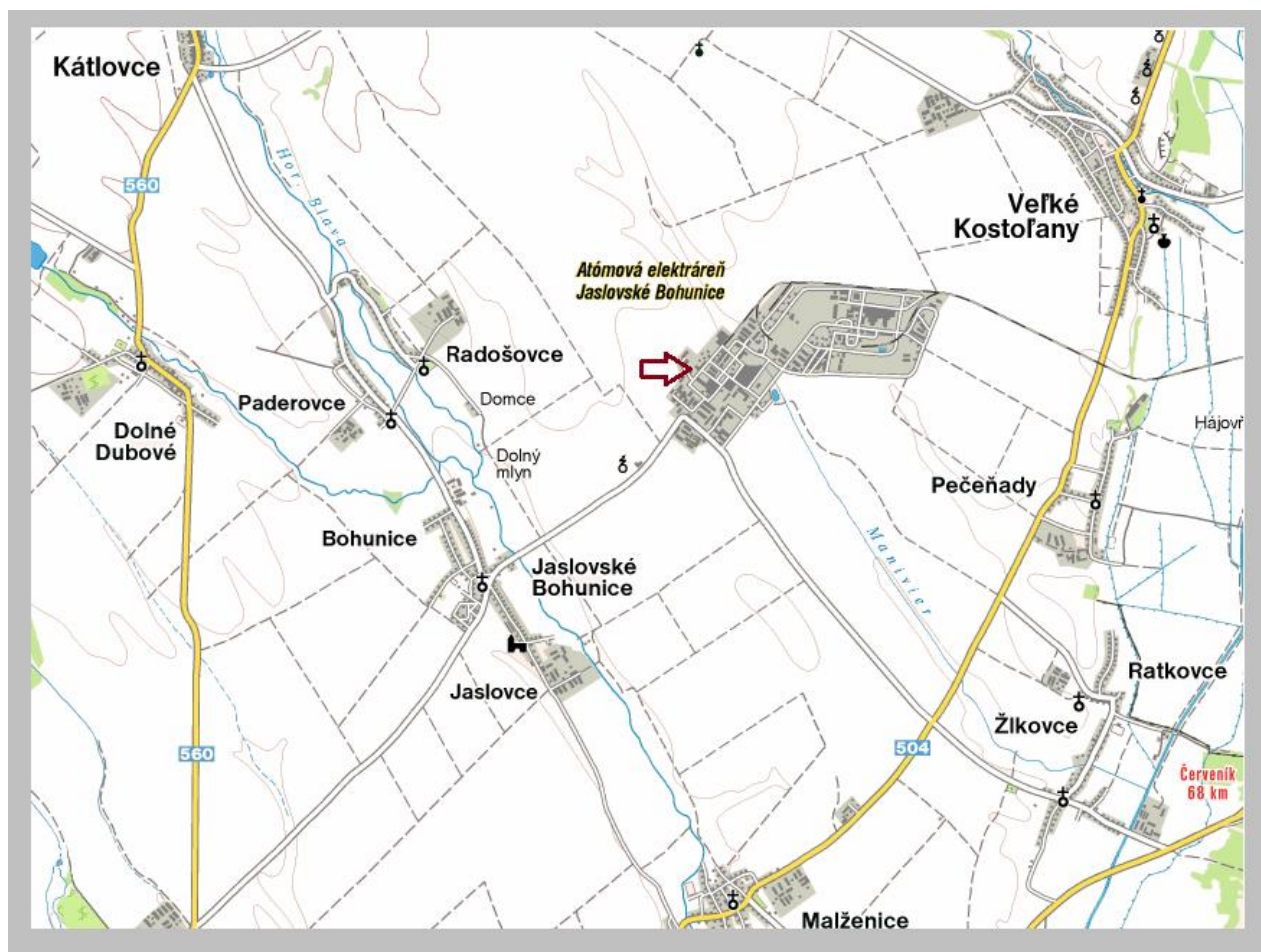 Kátlovce
Hor. Blava
560
Veľké
Kostoľany
Atómová elektráreň
Jaslovské Bohunice
Radošovce
Paderovce
Domce
Dolné
Dubové
Dolný
mlyn
Hájovň
Pečeňady
Bohunice
Manivier
Jaslovské
Bohunice
Ratkovce
Jaslovce
Žlkovce
560
504
Červeník
68 km
Malženice